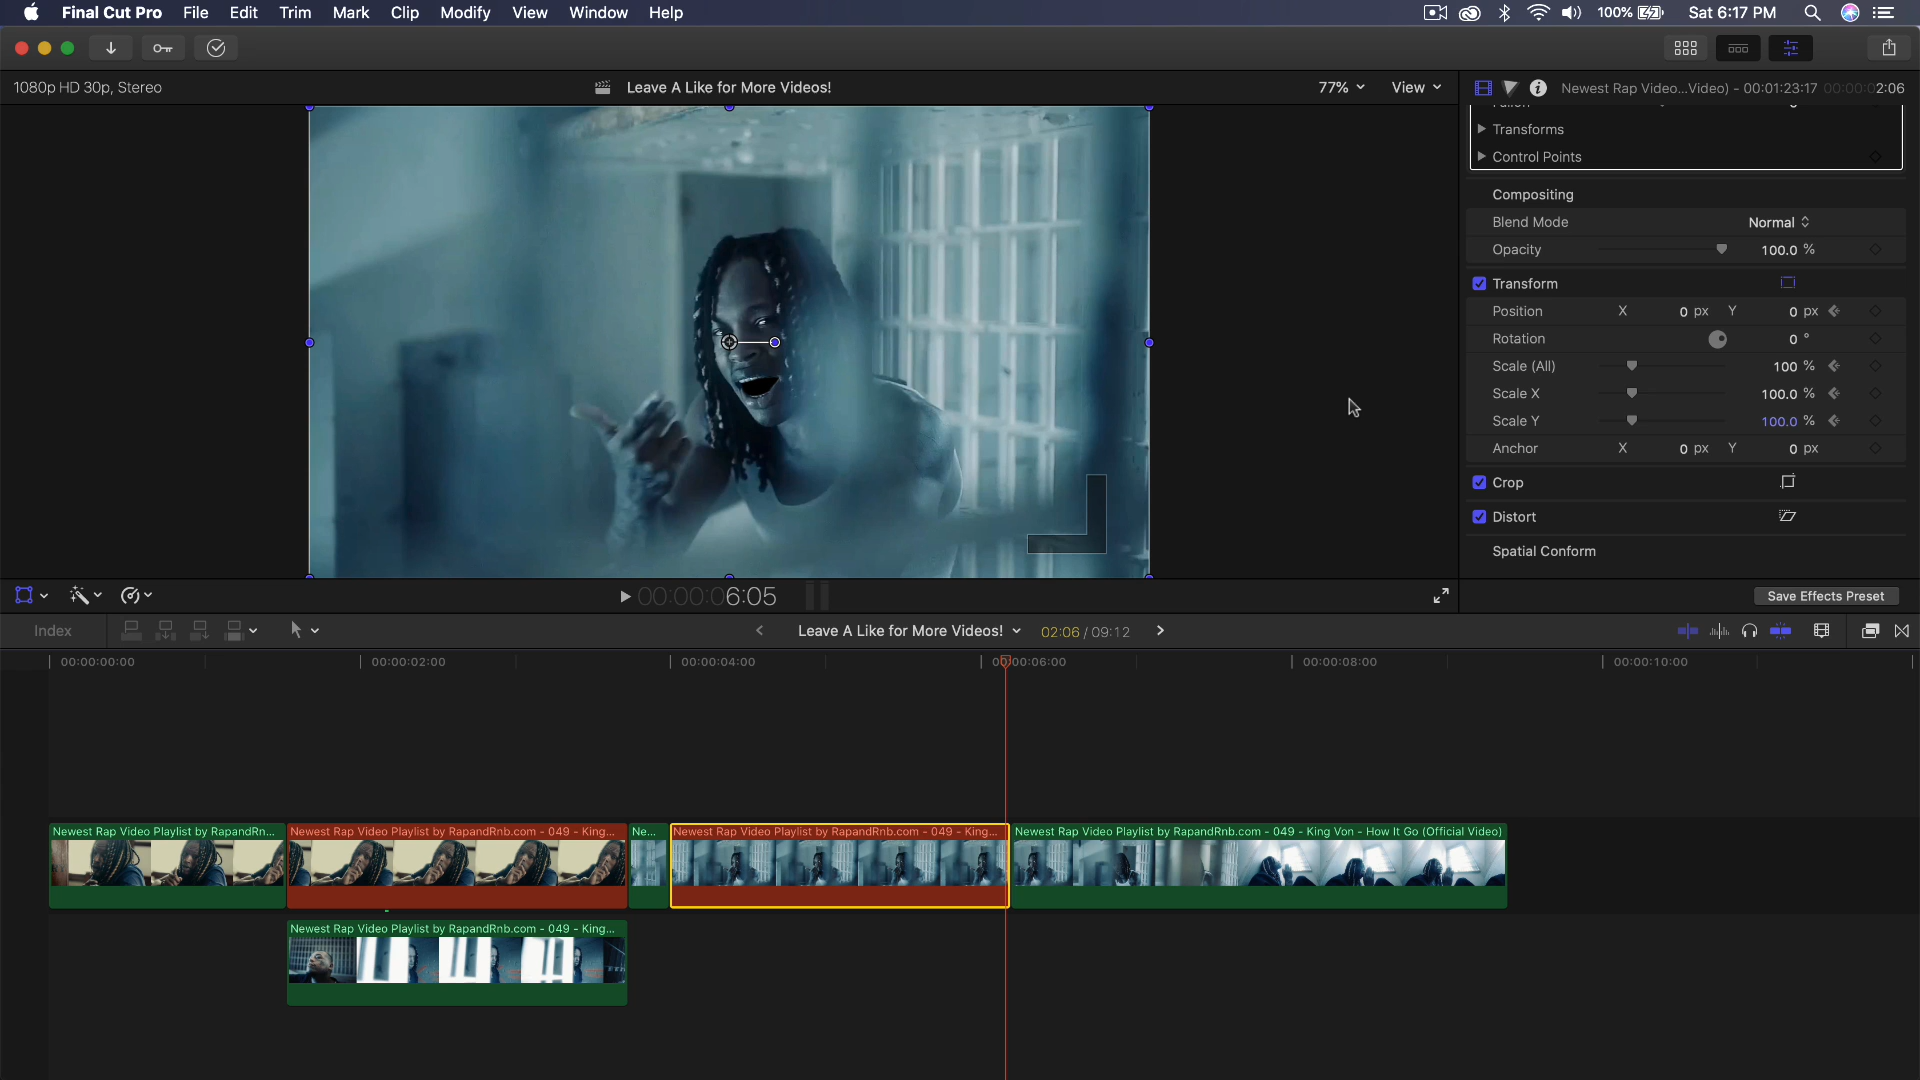 Final Cut Pro File Edit Trim Mark Clip Modify View Window Help 100% Sat 6:17 PM
1080p HD 30p, Stereo Leave A Like for More Videos! 77% View Newest Rap Video...Video) - 00:01:23:17 00:00:02:06
Transforms
Control Points
Compositing
Blend Mode Normal
Opacity 100.0 %
Transform
Position X 0 px Y 0 px
Rotation 0 °
Scale (All) 100 %
Scale X 100.0 %
Scale Y 100.0 %
Anchor X 0 px Y 0 px
Crop
Distort
Spatial Conform
00:00:06:05 Save Effects Preset
Index Leave A Like for More Videos! 02:06 / 09:12
00:00:00:00 00:00:02:00 00:00:04:00 00:00:06:00 00:00:08:00 00:00:10:00
Newest Rap Video Playlist by RapandRn... Newest Rap Video Playlist by RapandRnb.com - 049 - King... Ne... Newest Rap Video Playlist by RapandRnb.com - 049 - King... Newest Rap Video Playlist by RapandRnb.com - 049 - King Von - How It Go (Official Video)
Newest Rap Video Playlist by RapandRnb.com - 049 - King...